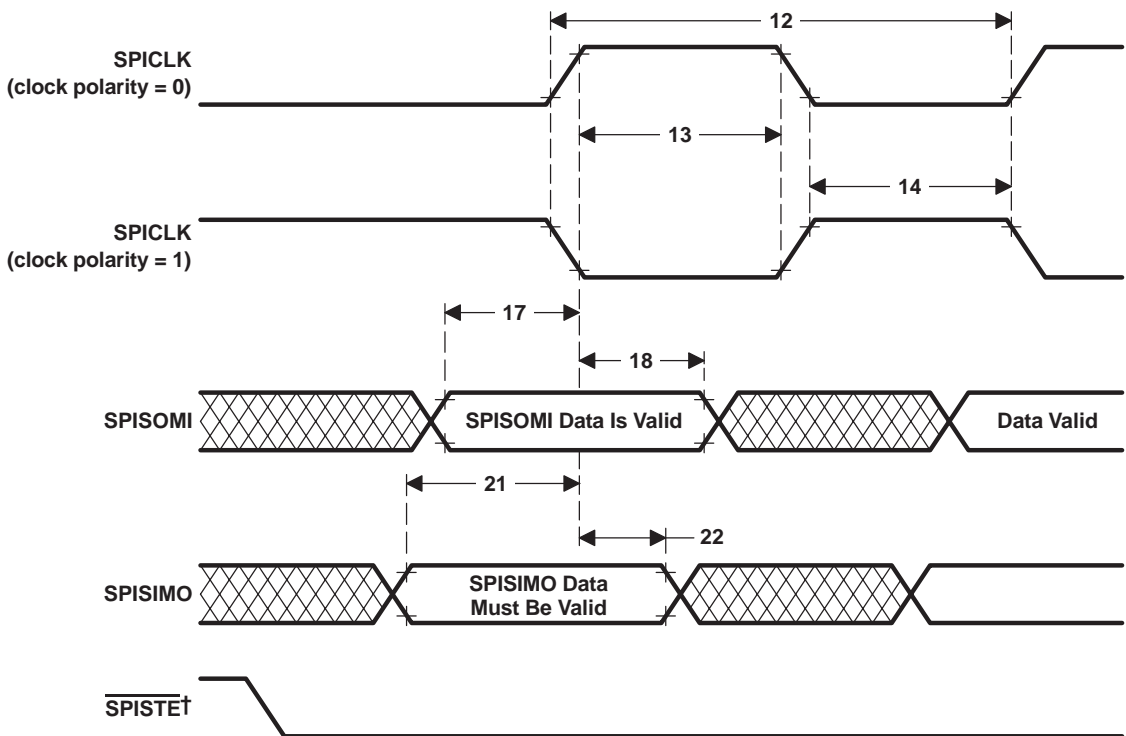 12
SPICLK
(clock polarity = 0)
13
14
SPICLK
(clock polarity = 1)
17
18
SPISOMI
SPISOMI Data Is Valid
Data Valid
21
22
SPISIMO
SPISIMO Data
Must Be Valid
SPISTE†